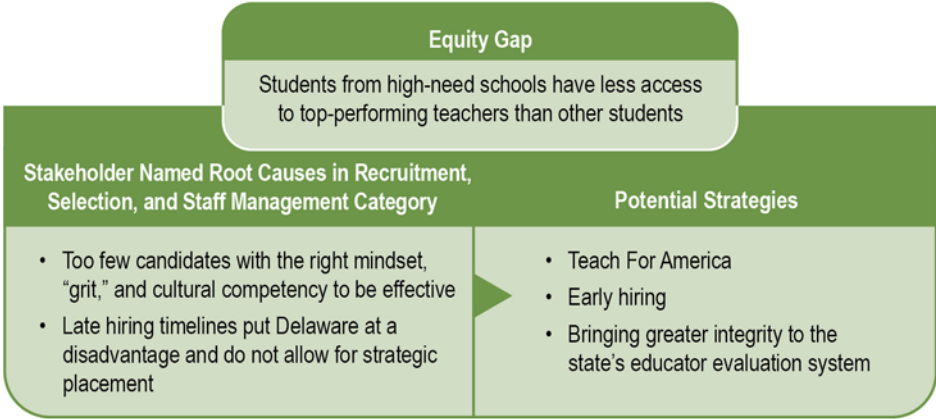 Equity Gap
Students from high-need schools have less access
to top-performing teachers than other students
Stakeholder Named Root Causes in Recruitment,
Selection, and Staff Management Category
• Too few candidates with the right mindset,
“grit,” and cultural competency to be effective
• Late hiring timelines put Delaware at a
disadvantage and do not allow for strategic
placement
Potential Strategies
• Teach For America
• Early hiring
• Bringing greater integrity to the
state’s educator evaluation system